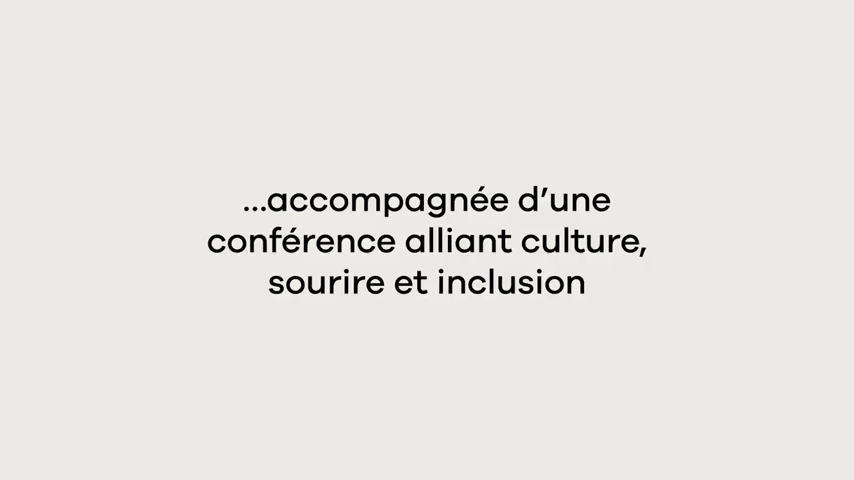 ...accompagnée d’une
conférence alliant culture,
sourire et inclusion